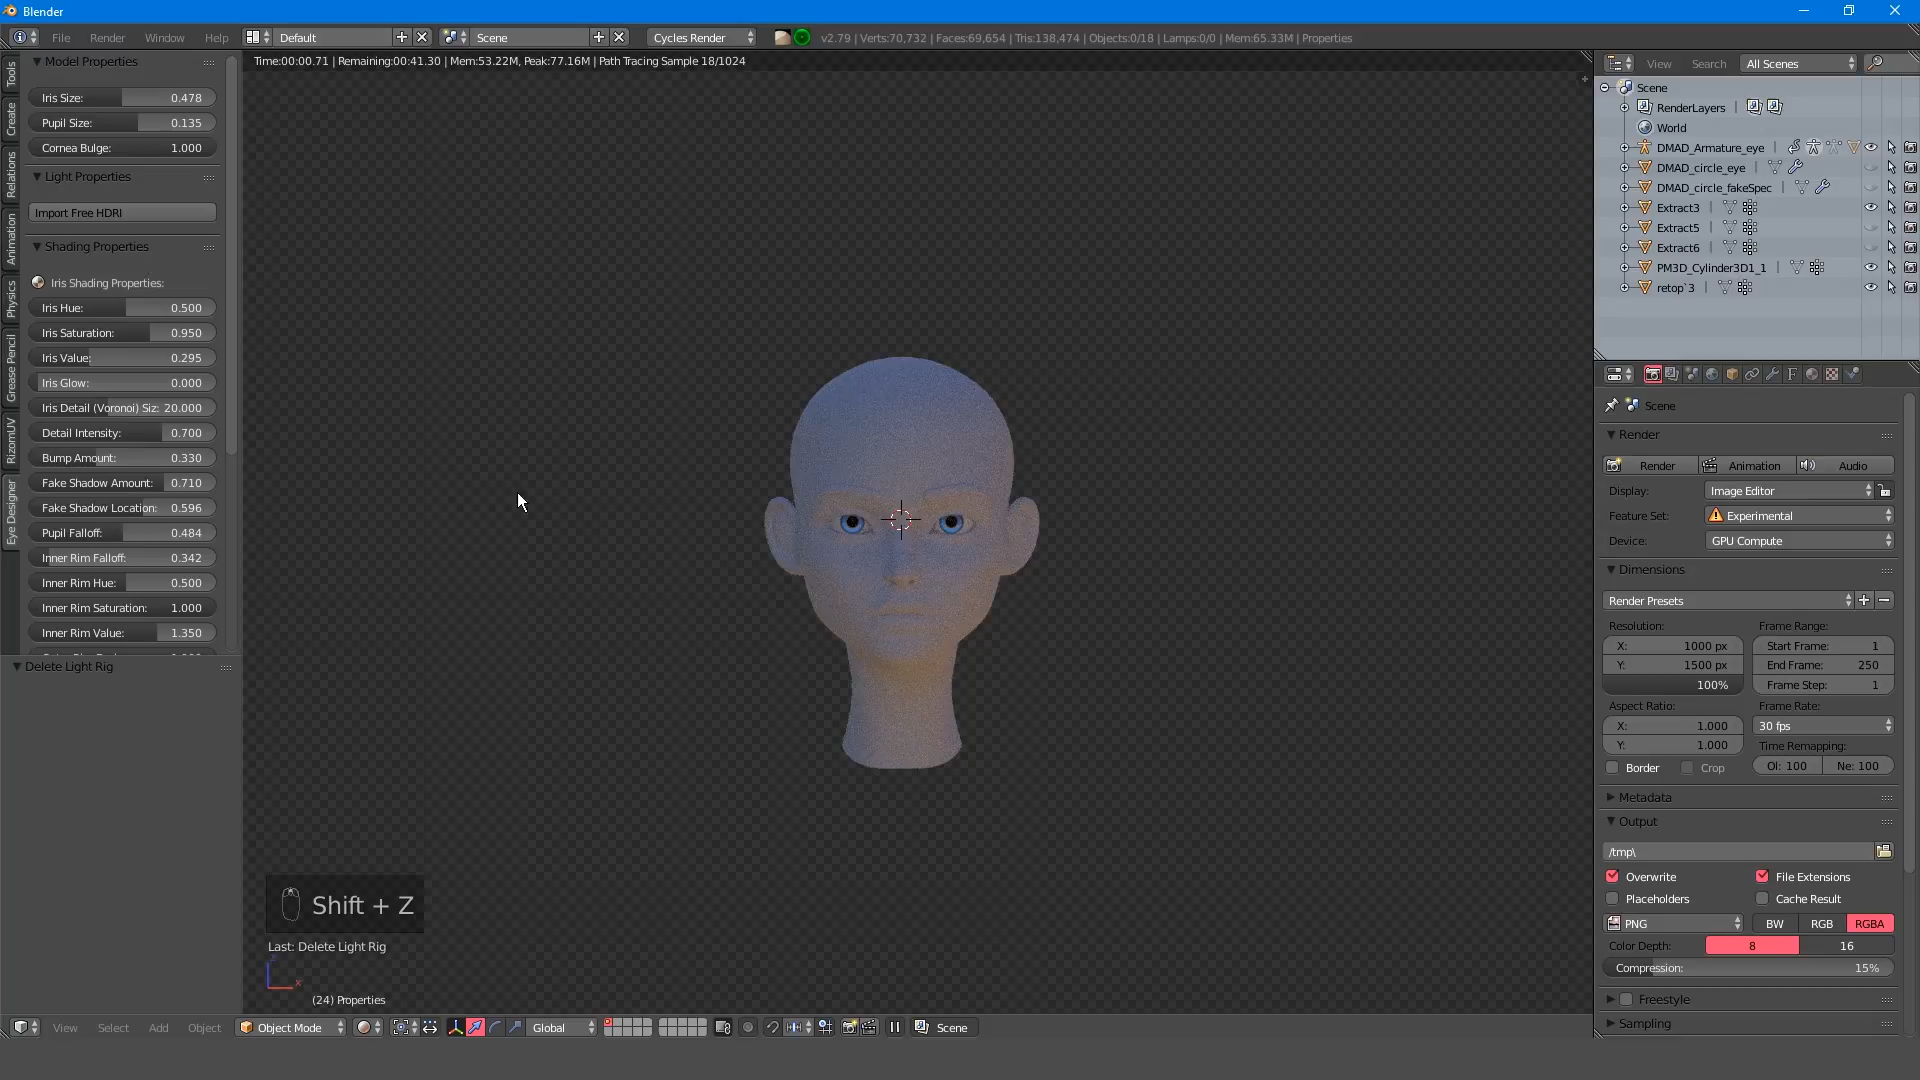 Blender
File Render Window Help Default Scene Cycles Render v2.79 | Verts:70,732 | Faces:69,654 | Tris:138,474 | Objects:0/18 | Lamps:0/0 | Mem:65.33M | Properties
Time:00:00.71 | Remaining:00:41.30 | Mem:53.22M, Peak:77.16M | Path Tracing Sample 18/1024
Tools
Create
Relations
Animation
Physics
Grease Pencil
RizomUV
Eye Designer
Model Properties
Iris Size: 0.478
Pupil Size: 0.135
Cornea Bulge: 1.000
Light Properties
Import Free HDRI
Shading Properties
Iris Shading Properties:
Iris Hue: 0.500
Iris Saturation: 0.950
Iris Value: 0.295
Iris Glow: 0.000
Iris Detail (Voronoi) Siz: 20.000
Detail Intensity: 0.700
Bump Amount: 0.330
Fake Shadow Amount: 0.710
Fake Shadow Location: 0.596
Pupil Falloff: 0.484
Inner Rim Falloff: 0.342
Inner Rim Hue: 0.500
Inner Rim Saturation: 1.000
Inner Rim Value: 1.350
Delete Light Rig
Shift + Z
Last: Delete Light Rig
z
x
(24) Properties
View Select Add Object Object Mode Global Scene
View Search All Scenes
Scene
RenderLayers
World
DMAD_Armature_eye
DMAD_circle_eye
DMAD_circle_fakeSpec
Extract3
Extract5
Extract6
PM3D_Cylinder3D1_1
retop`3
Scene
Render
Render Animation Audio
Display: Image Editor
Feature Set: Experimental
Device: GPU Compute
Dimensions
Render Presets
Resolution: Frame Range:
X: 1000 px Start Frame: 1
Y: 1500 px End Frame: 250
100% Frame Step: 1
Aspect Ratio: Frame Rate:
X: 1.000 30 fps
Y: 1.000 Time Remapping:
Border Crop Ol: 100 Ne: 100
Metadata
Output
/tmp\
Overwrite File Extensions
Placeholders Cache Result
PNG BW RGB RGBA
Color Depth: 8 16
Compression: 15%
Freestyle
Sampling